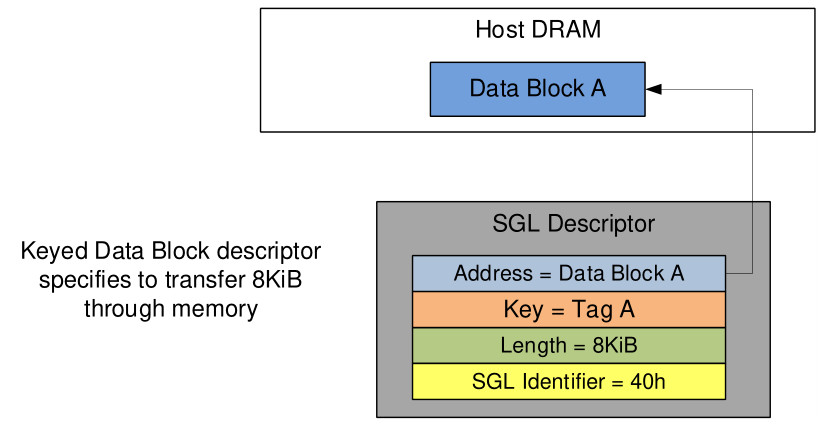 Host DRAM
Data Block A
SGL Descriptor
Keyed Data Block descriptor
specifies to transfer 8KiB
through memory
Address = Data Block A
Key = Tag A
Length = 8KiB
SGL Identifier = 40h